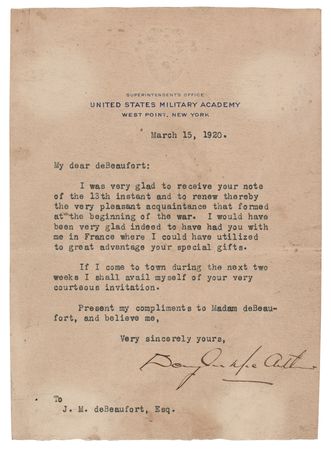 SUPERINTENDENT'S OFFICE
UNITED STATES MILITARY ACADEMY
WEST POINT, NEW YORK
March 15, 1920.
My dear deBeaufort:
I was very glad to receive your note
of the 13th instant and to renew thereby
the very pleasant acquaintance that formed
at the beginning of the war. I would have
been very glad indeed to have had you with
me in France where I could have utilized
to great advantage your special gifts.
If I come to town during the next two
weeks I shall avail myself of your very
courteous invitation.
Present my compliments to Madam deBeau-
fort, and believe me,
Very sincerely yours,
Douglas MacArthur
To
J. M. deBeaufort, Esq.